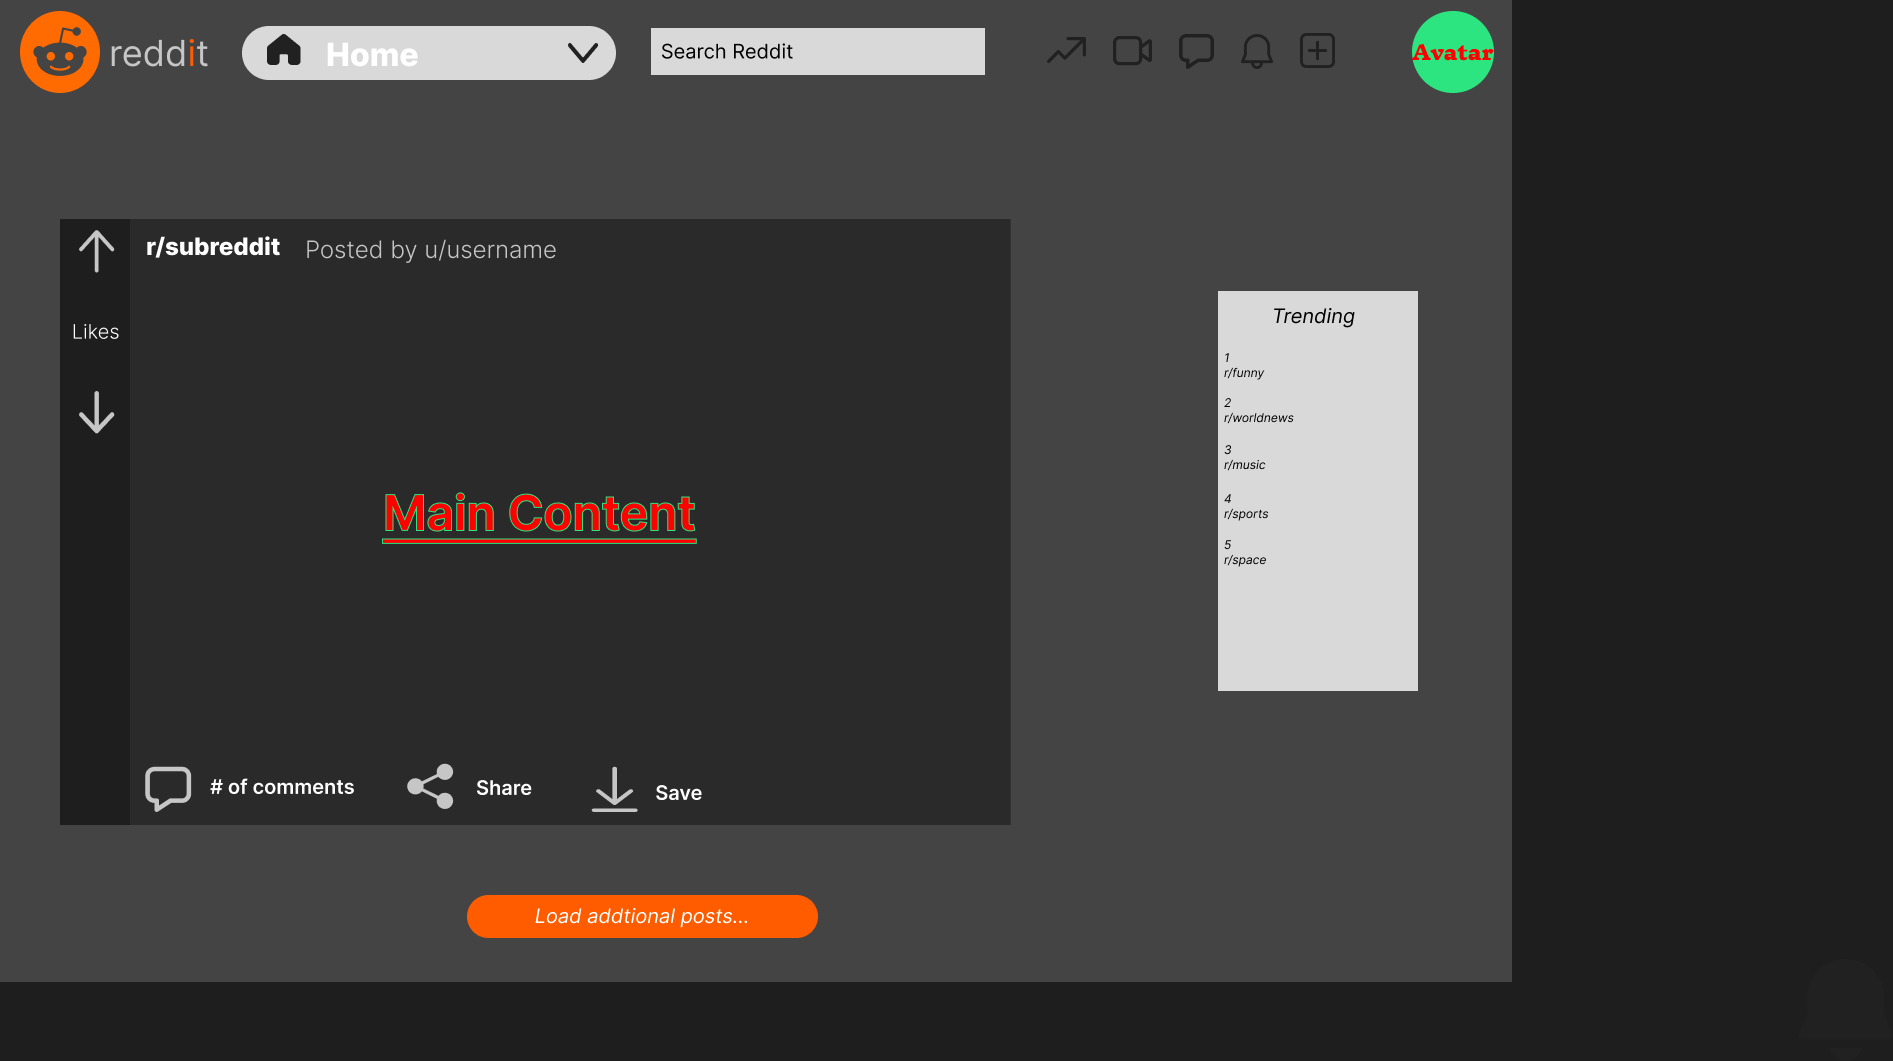 reddit
Home
Search Reddit
Avatar
r/subreddit
Posted by u/username
Likes
Main Content
# of comments
Share
Save
Load addtional posts...
Trending
1
r/funny
2
r/worldnews
3
r/music
4
r/sports
5
r/space